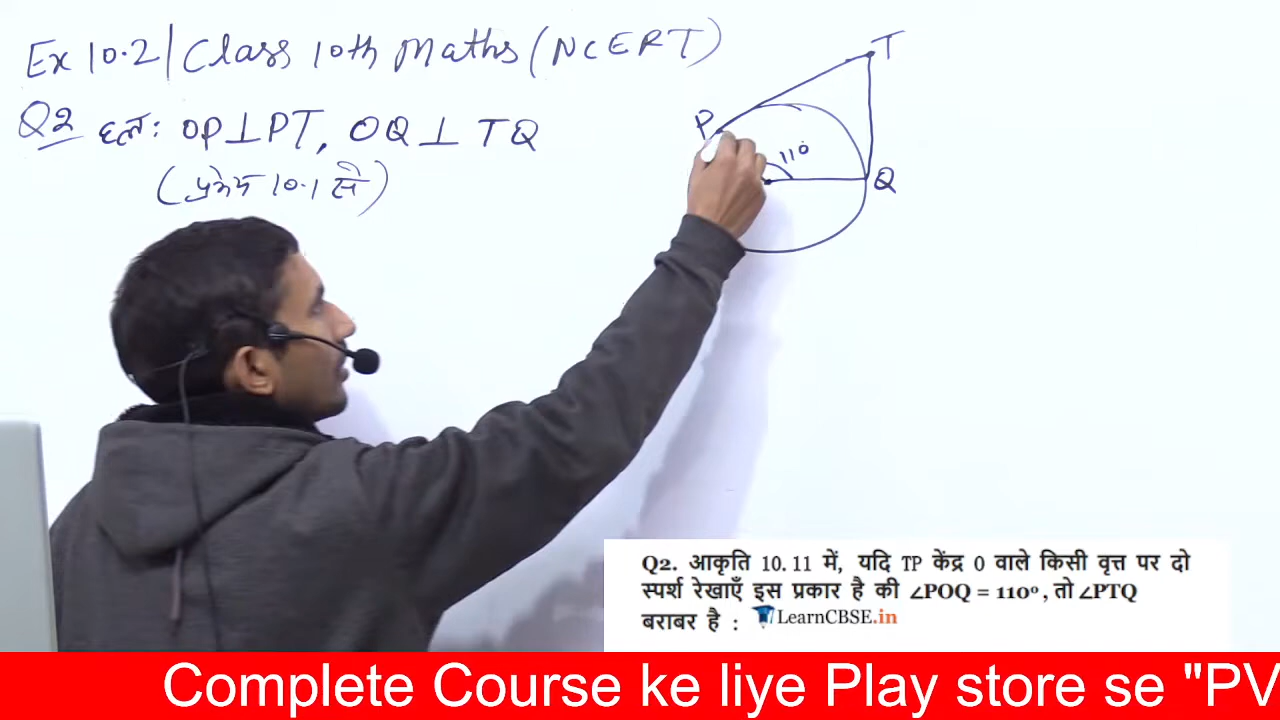 Ex 10.2 | Class 10th Maths (NCERT)
Q2 हल: OP⊥PT, OQ ⊥ TQ
(प्रमेय 10.1 से)
T
P
110°
Q
Q2. आकृति 10.11 में, यदि TP केंद्र O वाले किसी वृत्त पर दो
स्पर्श रेखाएँ इस प्रकार है की ∠POQ = 110°, तो ∠PTQ
बराबर है :
LearnCBSE.in
Complete Course ke liye Play store se "PV